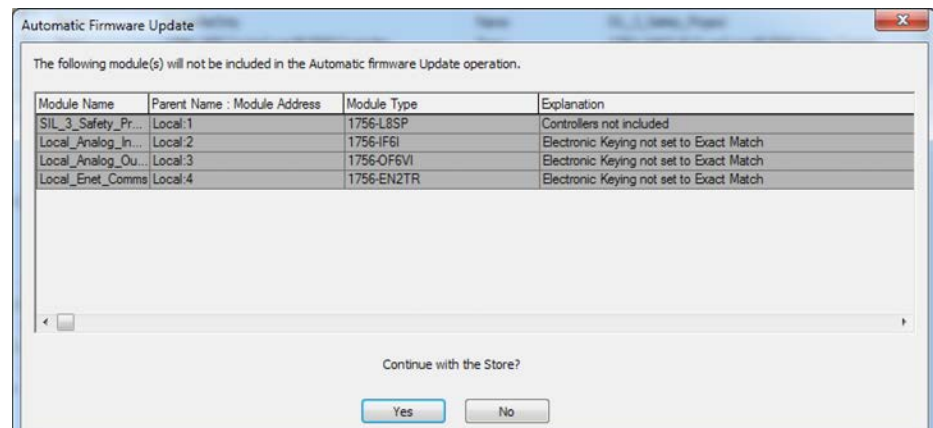 Automatic Firmware Update
The following module(s) will not be included in the Automatic firmware Update operation.
Module Name Parent Name : Module Address Module Type Explanation
SIL_3_Safety_Pr... Local:1 1756-L8SP Controllers not included
Local_Analog_In... Local:2 1756-IF6I Electronic Keying not set to Exact Match
Local_Analog_Ou... Local:3 1756-OF6VI Electronic Keying not set to Exact Match
Local_Enet_Comms Local:4 1756-EN2TR Electronic Keying not set to Exact Match
Continue with the Store?
Yes No